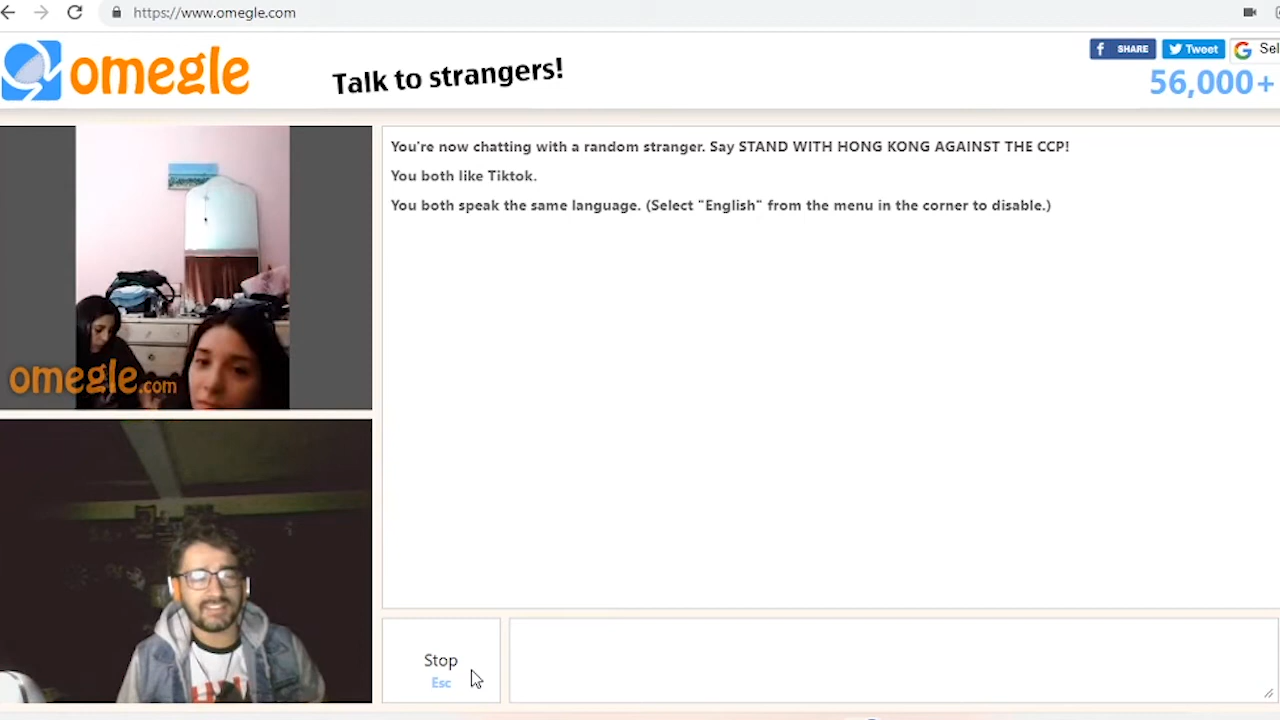 https://www.omegle.com
omegle
Talk to strangers!
SHARE
Tweet
Sel
56,000+
You're now chatting with a random stranger. Say STAND WITH HONG KONG AGAINST THE CCP!
You both like Tiktok.
You both speak the same language. (Select "English" from the menu in the corner to disable.)
omegle.com
Stop
Esc